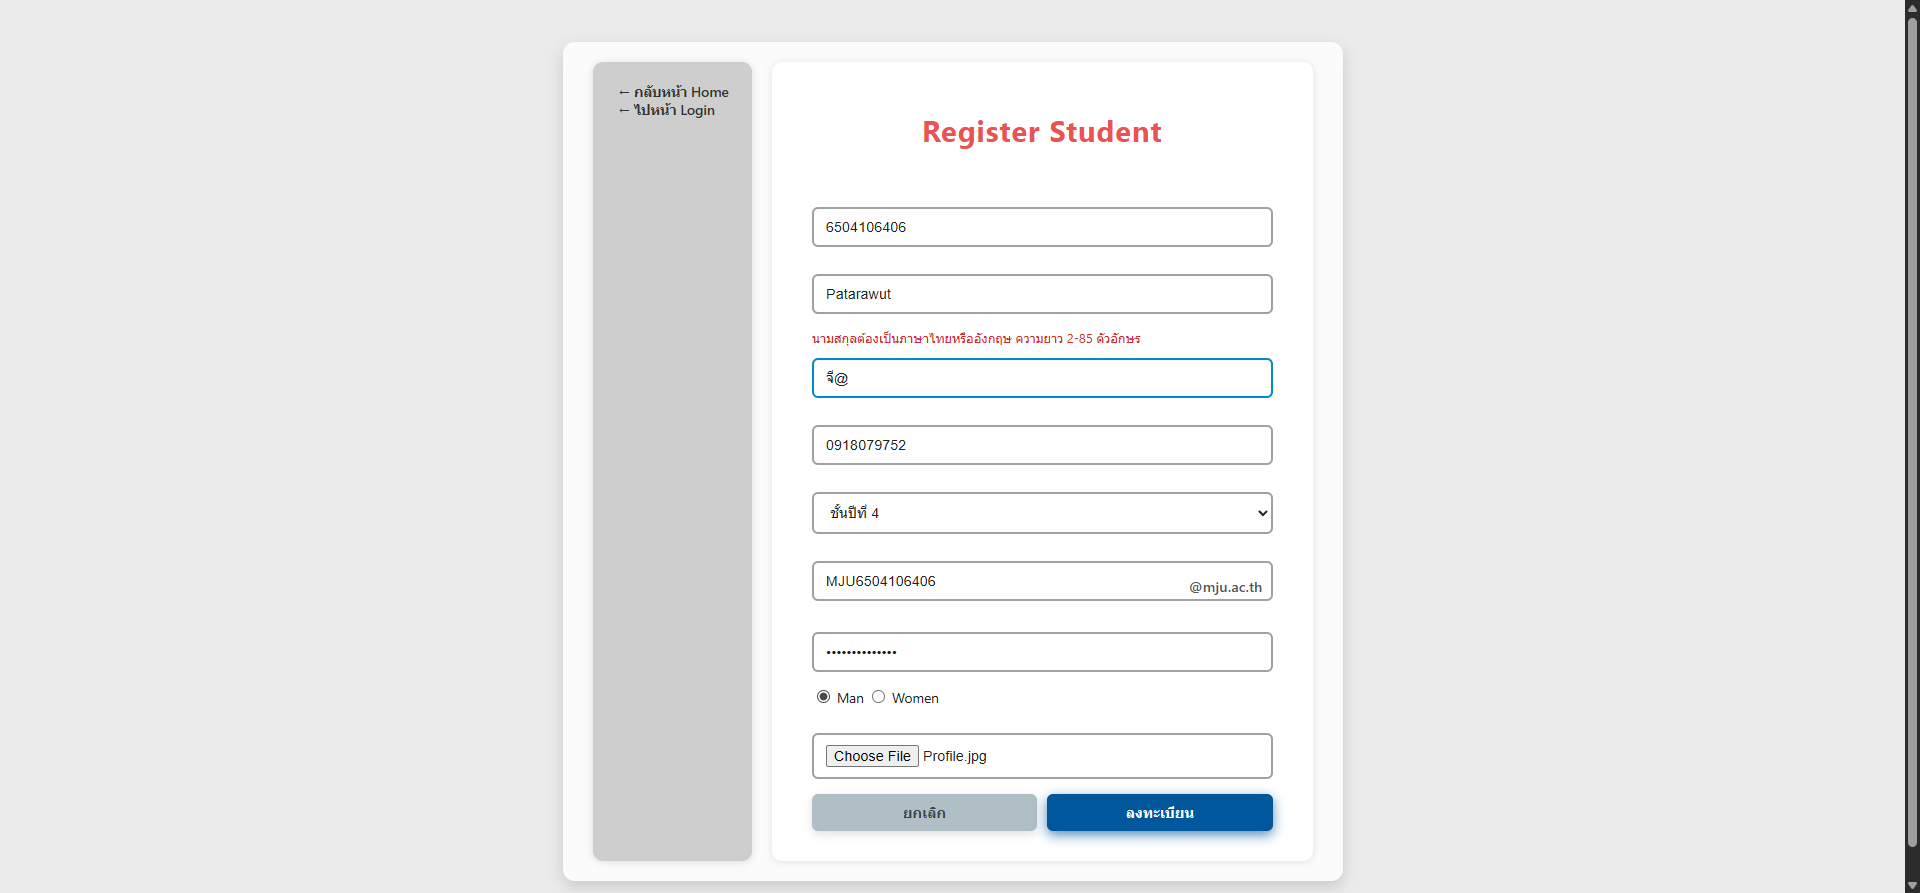 ← กลับหน้า Home
← ไปหน้า Login
Register Student
6504106406
Patarawut
นามสกุลต้องเป็นภาษาไทยหรืออังกฤษ ความยาว 2-85 ตัวอักษร
จี@
0918079752
ชั้นปีที่ 4
MJU6504106406 @mju.ac.th
••••••••••••••
Man Women
Choose File Profile.jpg
ยกเลิก ลงทะเบียน